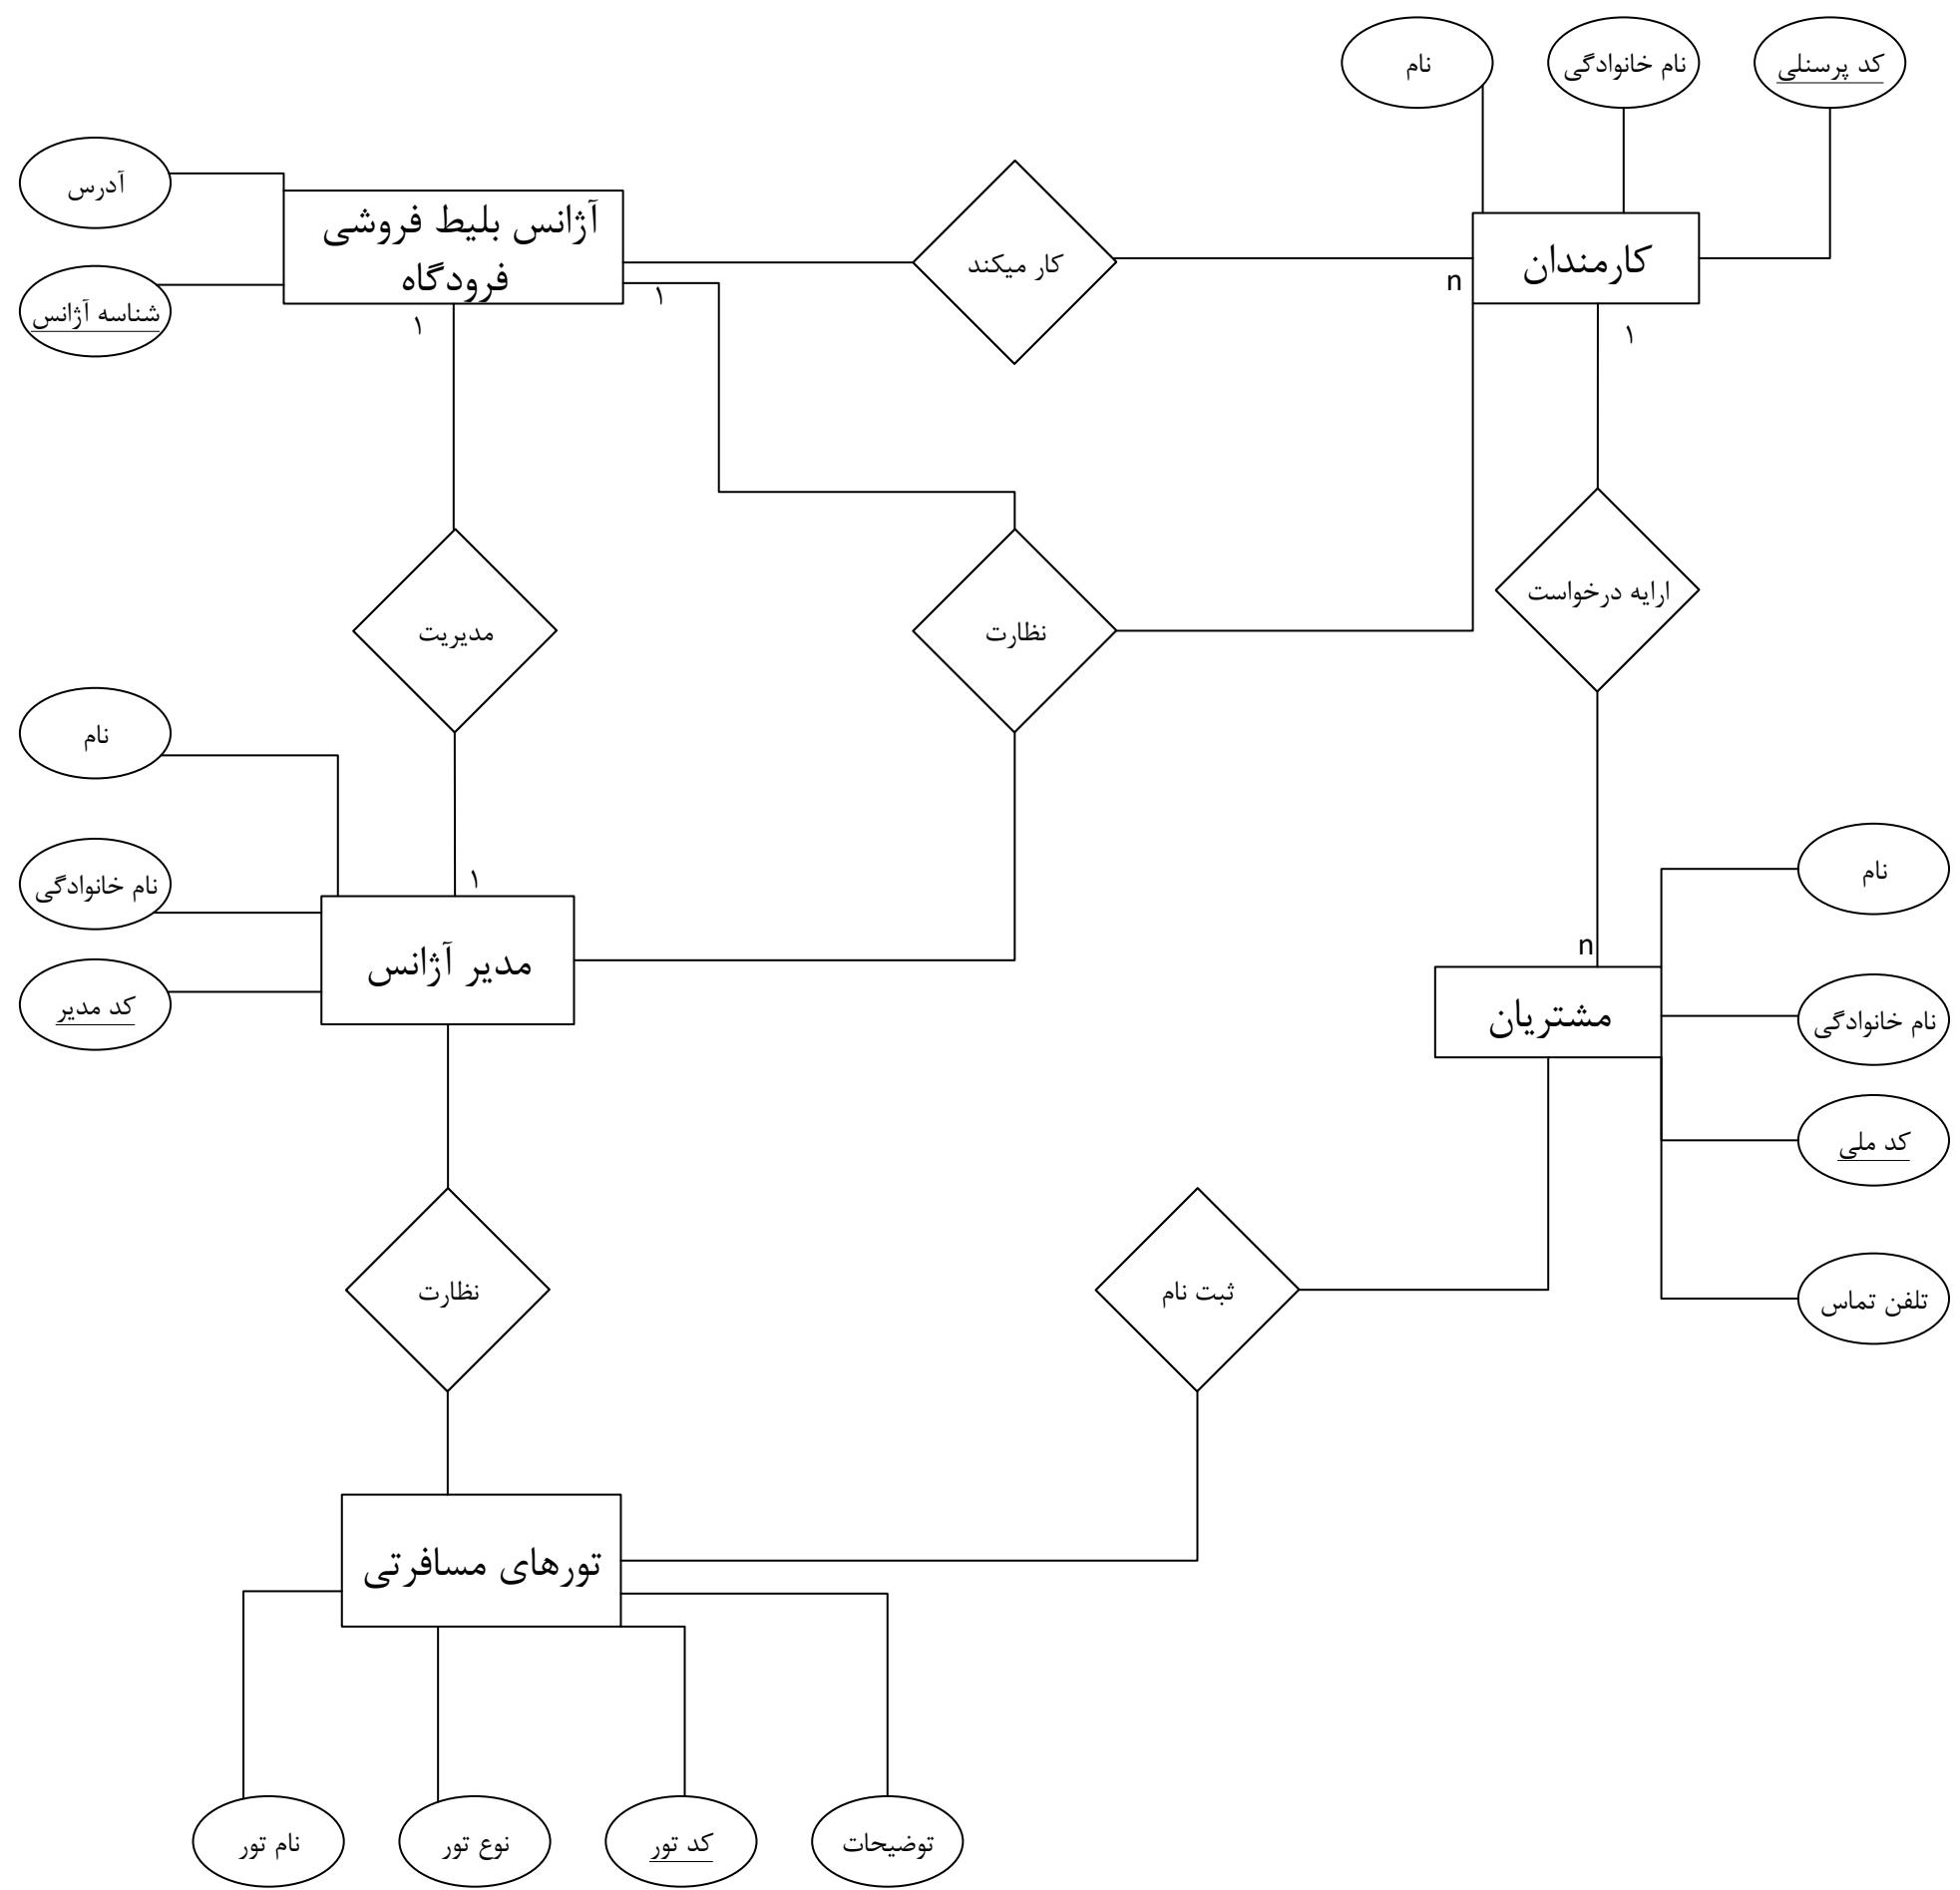 نام
نام خانوادگی
کد پرسنلی
آدرس
آژانس بلیط فروشی
فرودگاه
کار میکند
کارمندان
شناسه آژانس
۱
۱
n
۱
ارایه درخواست
مدیریت
نظارت
نام
نام خانوادگی
۱
نام
n
مدیر آژانس
کد مدیر
مشتریان
نام خانوادگی
کد ملی
نظارت
ثبت نام
تلفن تماس
تورهای مسافرتی
نام تور
نوع تور
کد تور
توضیحات